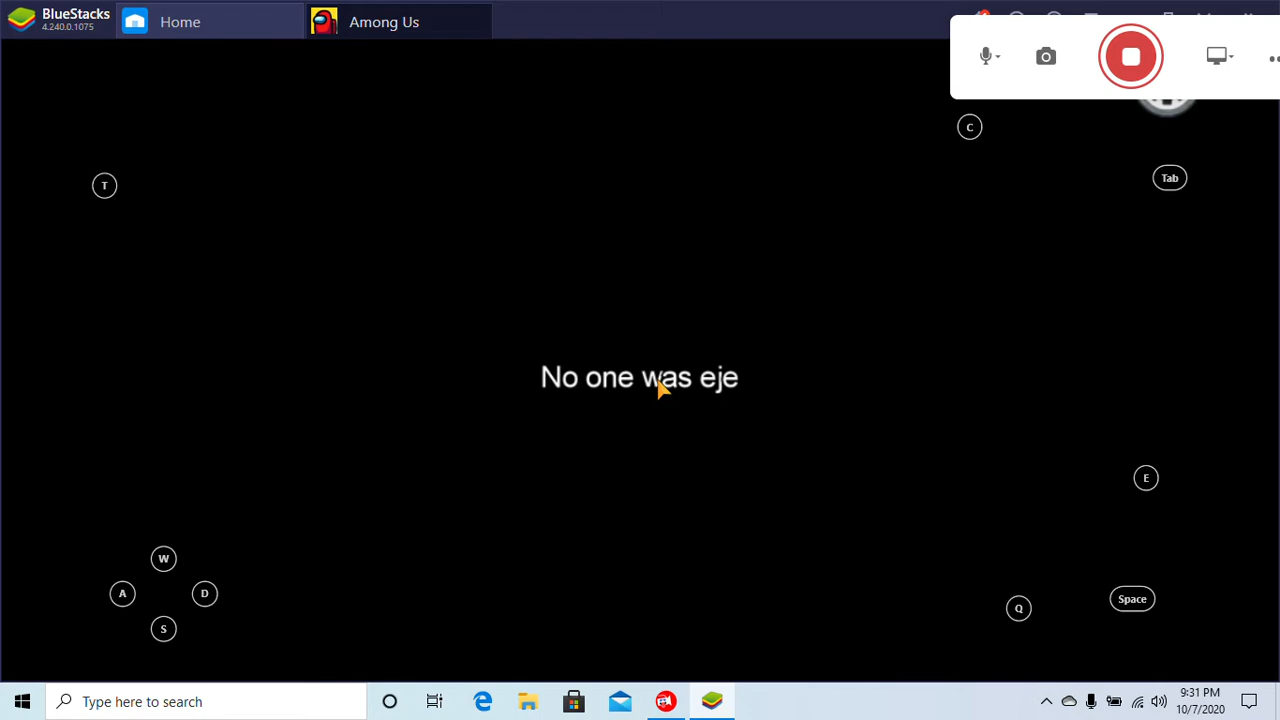 BlueStacks
4.240.0.1075
Home
Among Us
C
T
Tab
No one was eje
E
W
A
D
S
Q
Space
Type here to search
9:31 PM
10/7/2020